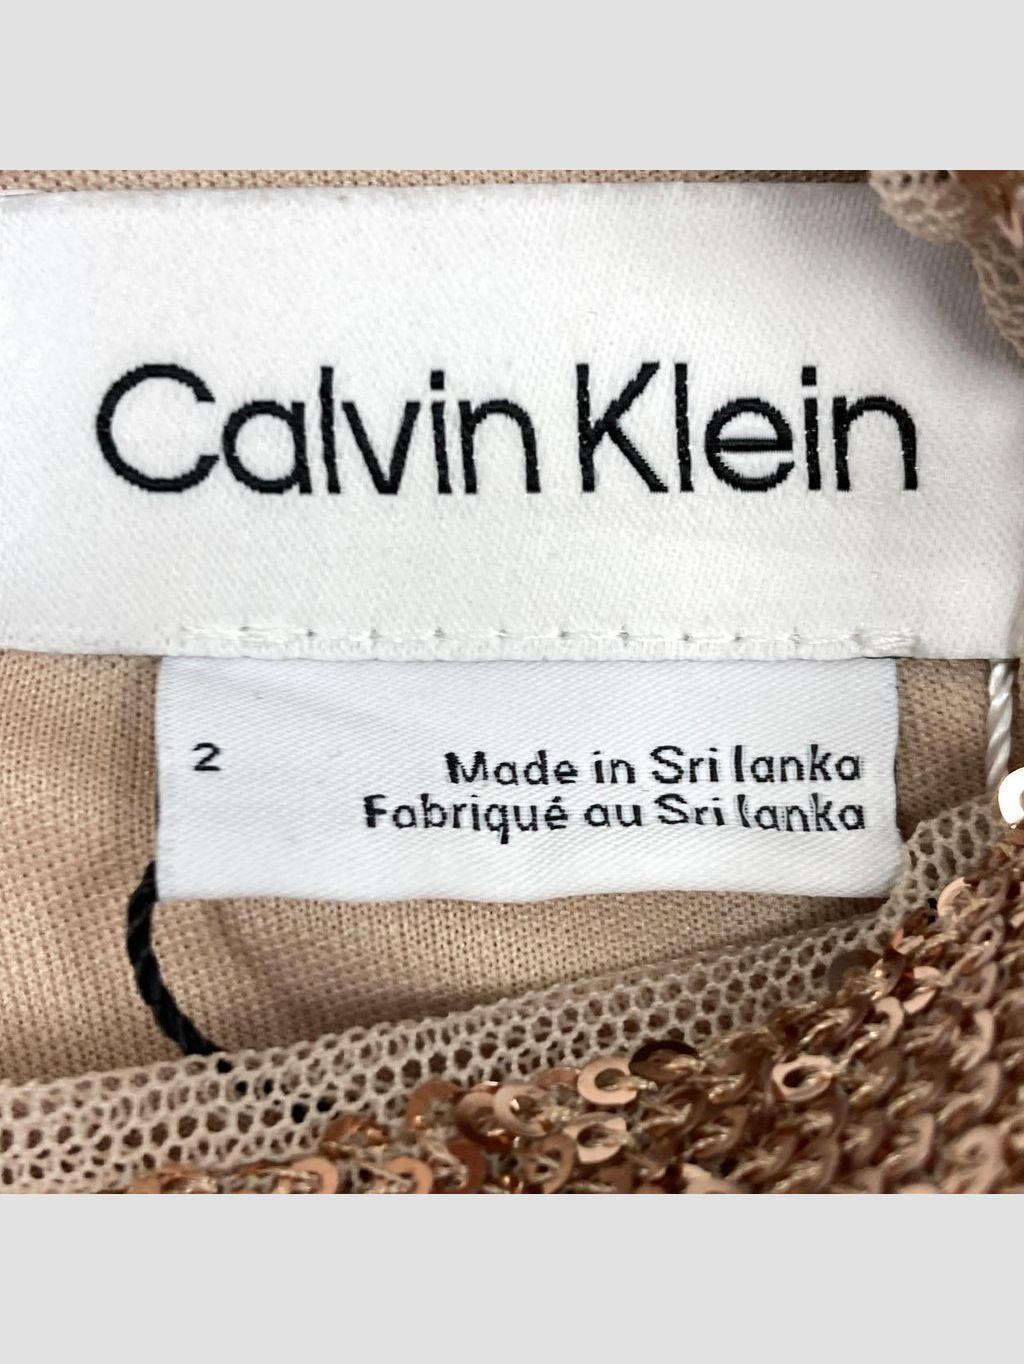 Calvin Klein
2
Made in Sri lanka
Fabriqué au Sri lanka